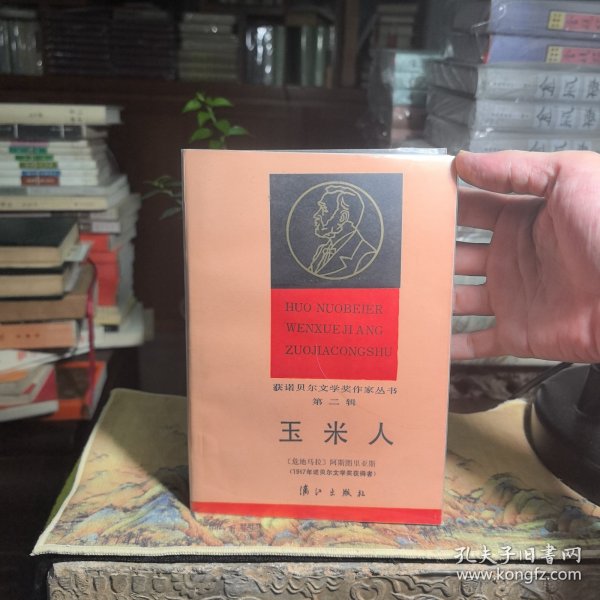 HUO NUOBEIER
WENXUEJIANG
ZUOJIACONGSHU
获诺贝尔文学奖作家丛书
第二辑
玉米人
〔危地马拉〕阿斯图里亚斯
(1947年诺贝尔文学奖获得者)
漓江出版社
孔夫子旧书网
www.kongfz.com